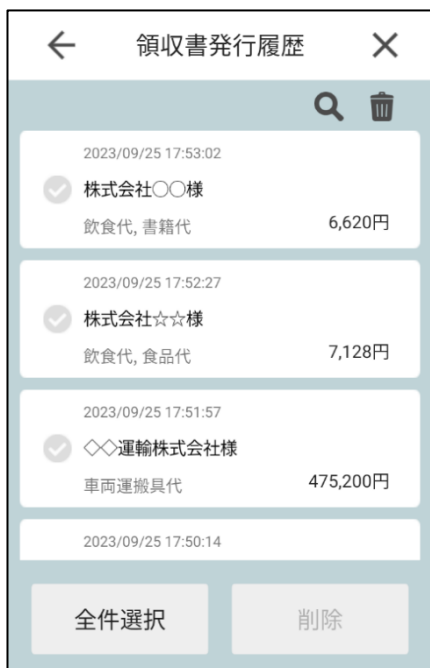 領収書発行履歴
2023/09/25 17:53:02
株式会社○○様
飲食代, 書籍代 6,620円
2023/09/25 17:52:27
株式会社☆☆様
飲食代, 食品代 7,128円
2023/09/25 17:51:57
◇◇運輸株式会社様
車両運搬具代 475,200円
2023/09/25 17:50:14
全件選択 削除